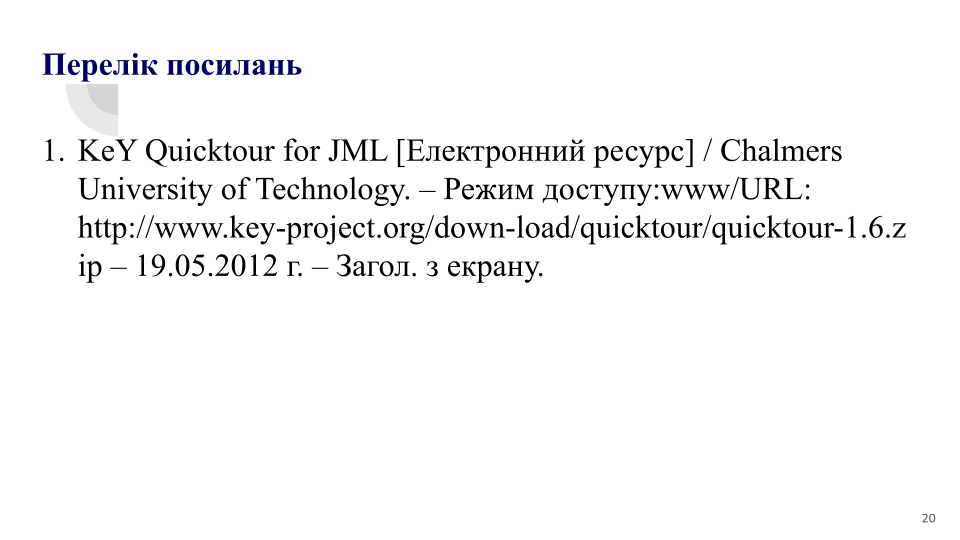 Перелік посилань
1. KeY Quicktour for JML [Електронний ресурс] / Chalmers
University of Technology. – Режим доступу:www/URL:
http://www.key-project.org/down-load/quicktour/quicktour-1.6.z
ip – 19.05.2012 г. – Загол. з екрану.
20